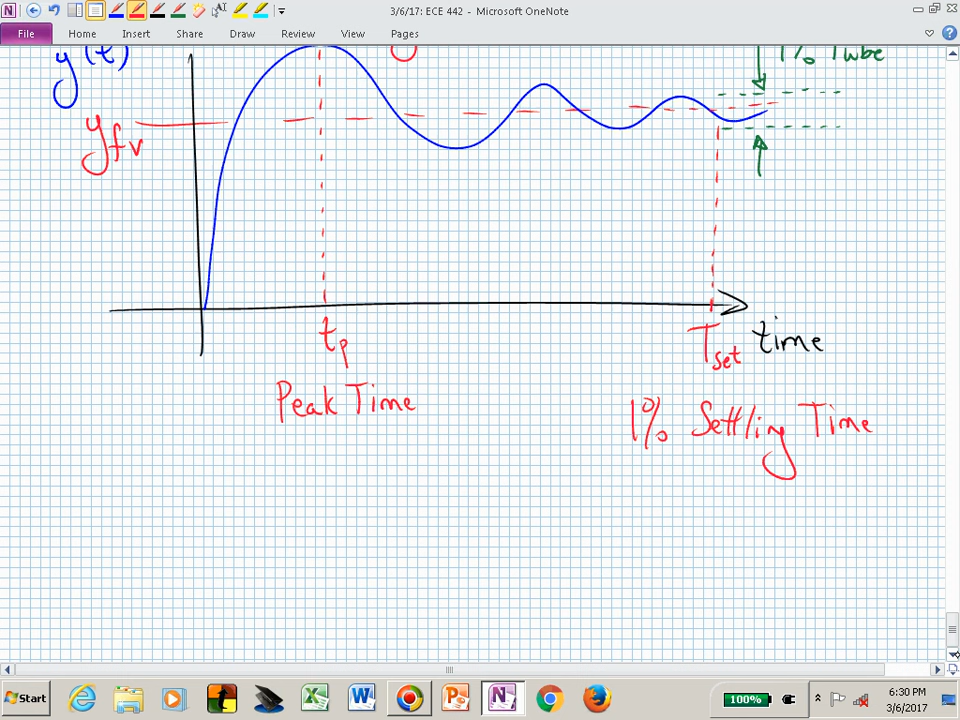 3/6/17: ECE 442 - Microsoft OneNote
File Home Insert Share Draw Review View Pages
y(t)
1% Tube
yfv
tp
Tset
time
Peak Time
1% Settling Time
Start
100%
6:30 PM
3/6/2017